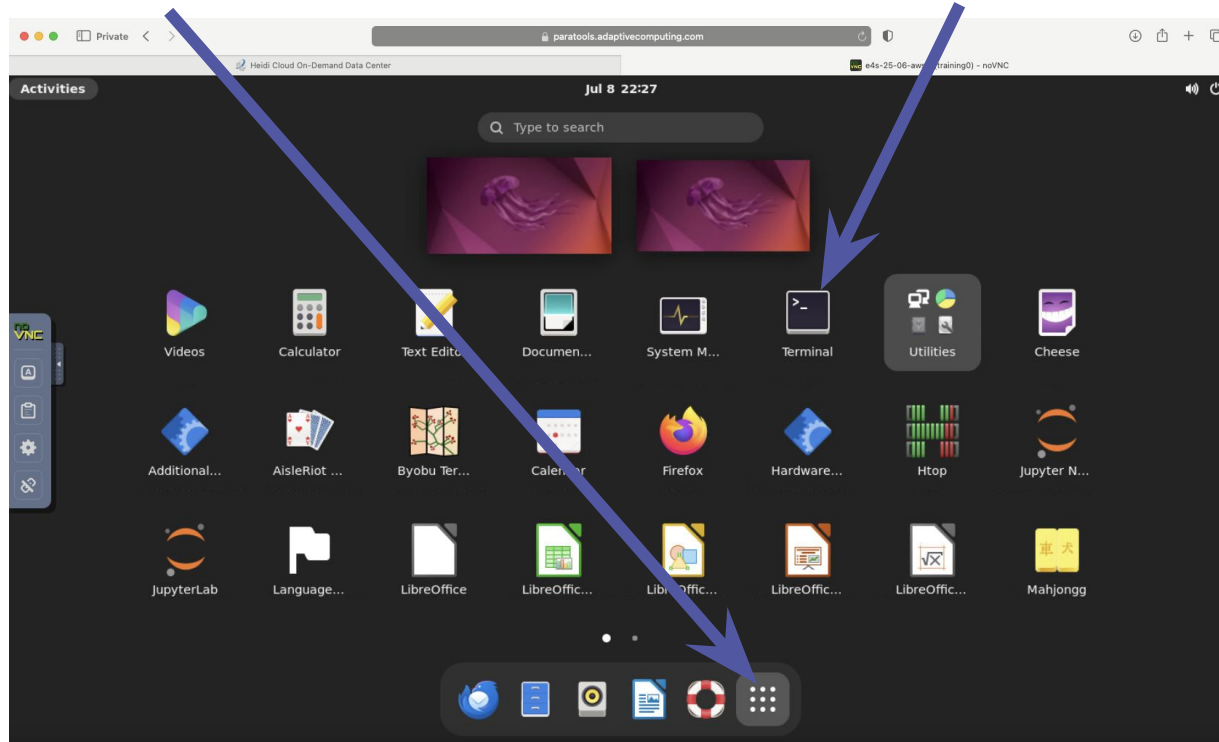 Private
paratools.adaptivecomputing.com
Heidi Cloud On-Demand Data Center
training0) - noVNC
Activities
Jul 8 22:27
Type to search
noVNC
A
>_
Videos
Calculator
Documen...
System M...
Terminal
Utilities
Cheese
Additional...
AisleRiot ...
Byobu Ter...
Firefox
Hardware...
Htop
Jupyter N...
JupyterLab
Language...
LibreOffice
LibreOffic...
LibreOffic...
LibreOffic...
Mahjongg